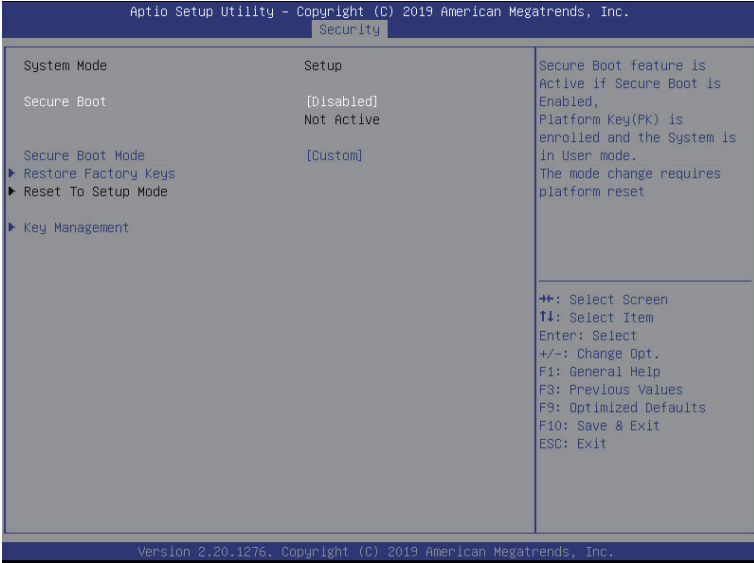 Aptio Setup Utility – Copyright (C) 2019 American Megatrends, Inc.
Security
System Mode Setup
Secure Boot [Disabled]
Not Active
Secure Boot Mode [Custom]
▶ Restore Factory Keys
▶ Reset To Setup Mode
▶ Key Management
Secure Boot feature is
Active if Secure Boot is
Enabled,
Platform Key(PK) is
enrolled and the System is
in User mode.
The mode change requires
platform reset
→←: Select Screen
↑↓: Select Item
Enter: Select
+/-: Change Opt.
F1: General Help
F3: Previous Values
F9: Optimized Defaults
F10: Save & Exit
ESC: Exit
Version 2.20.1276. Copyright (C) 2019 American Megatrends, Inc.